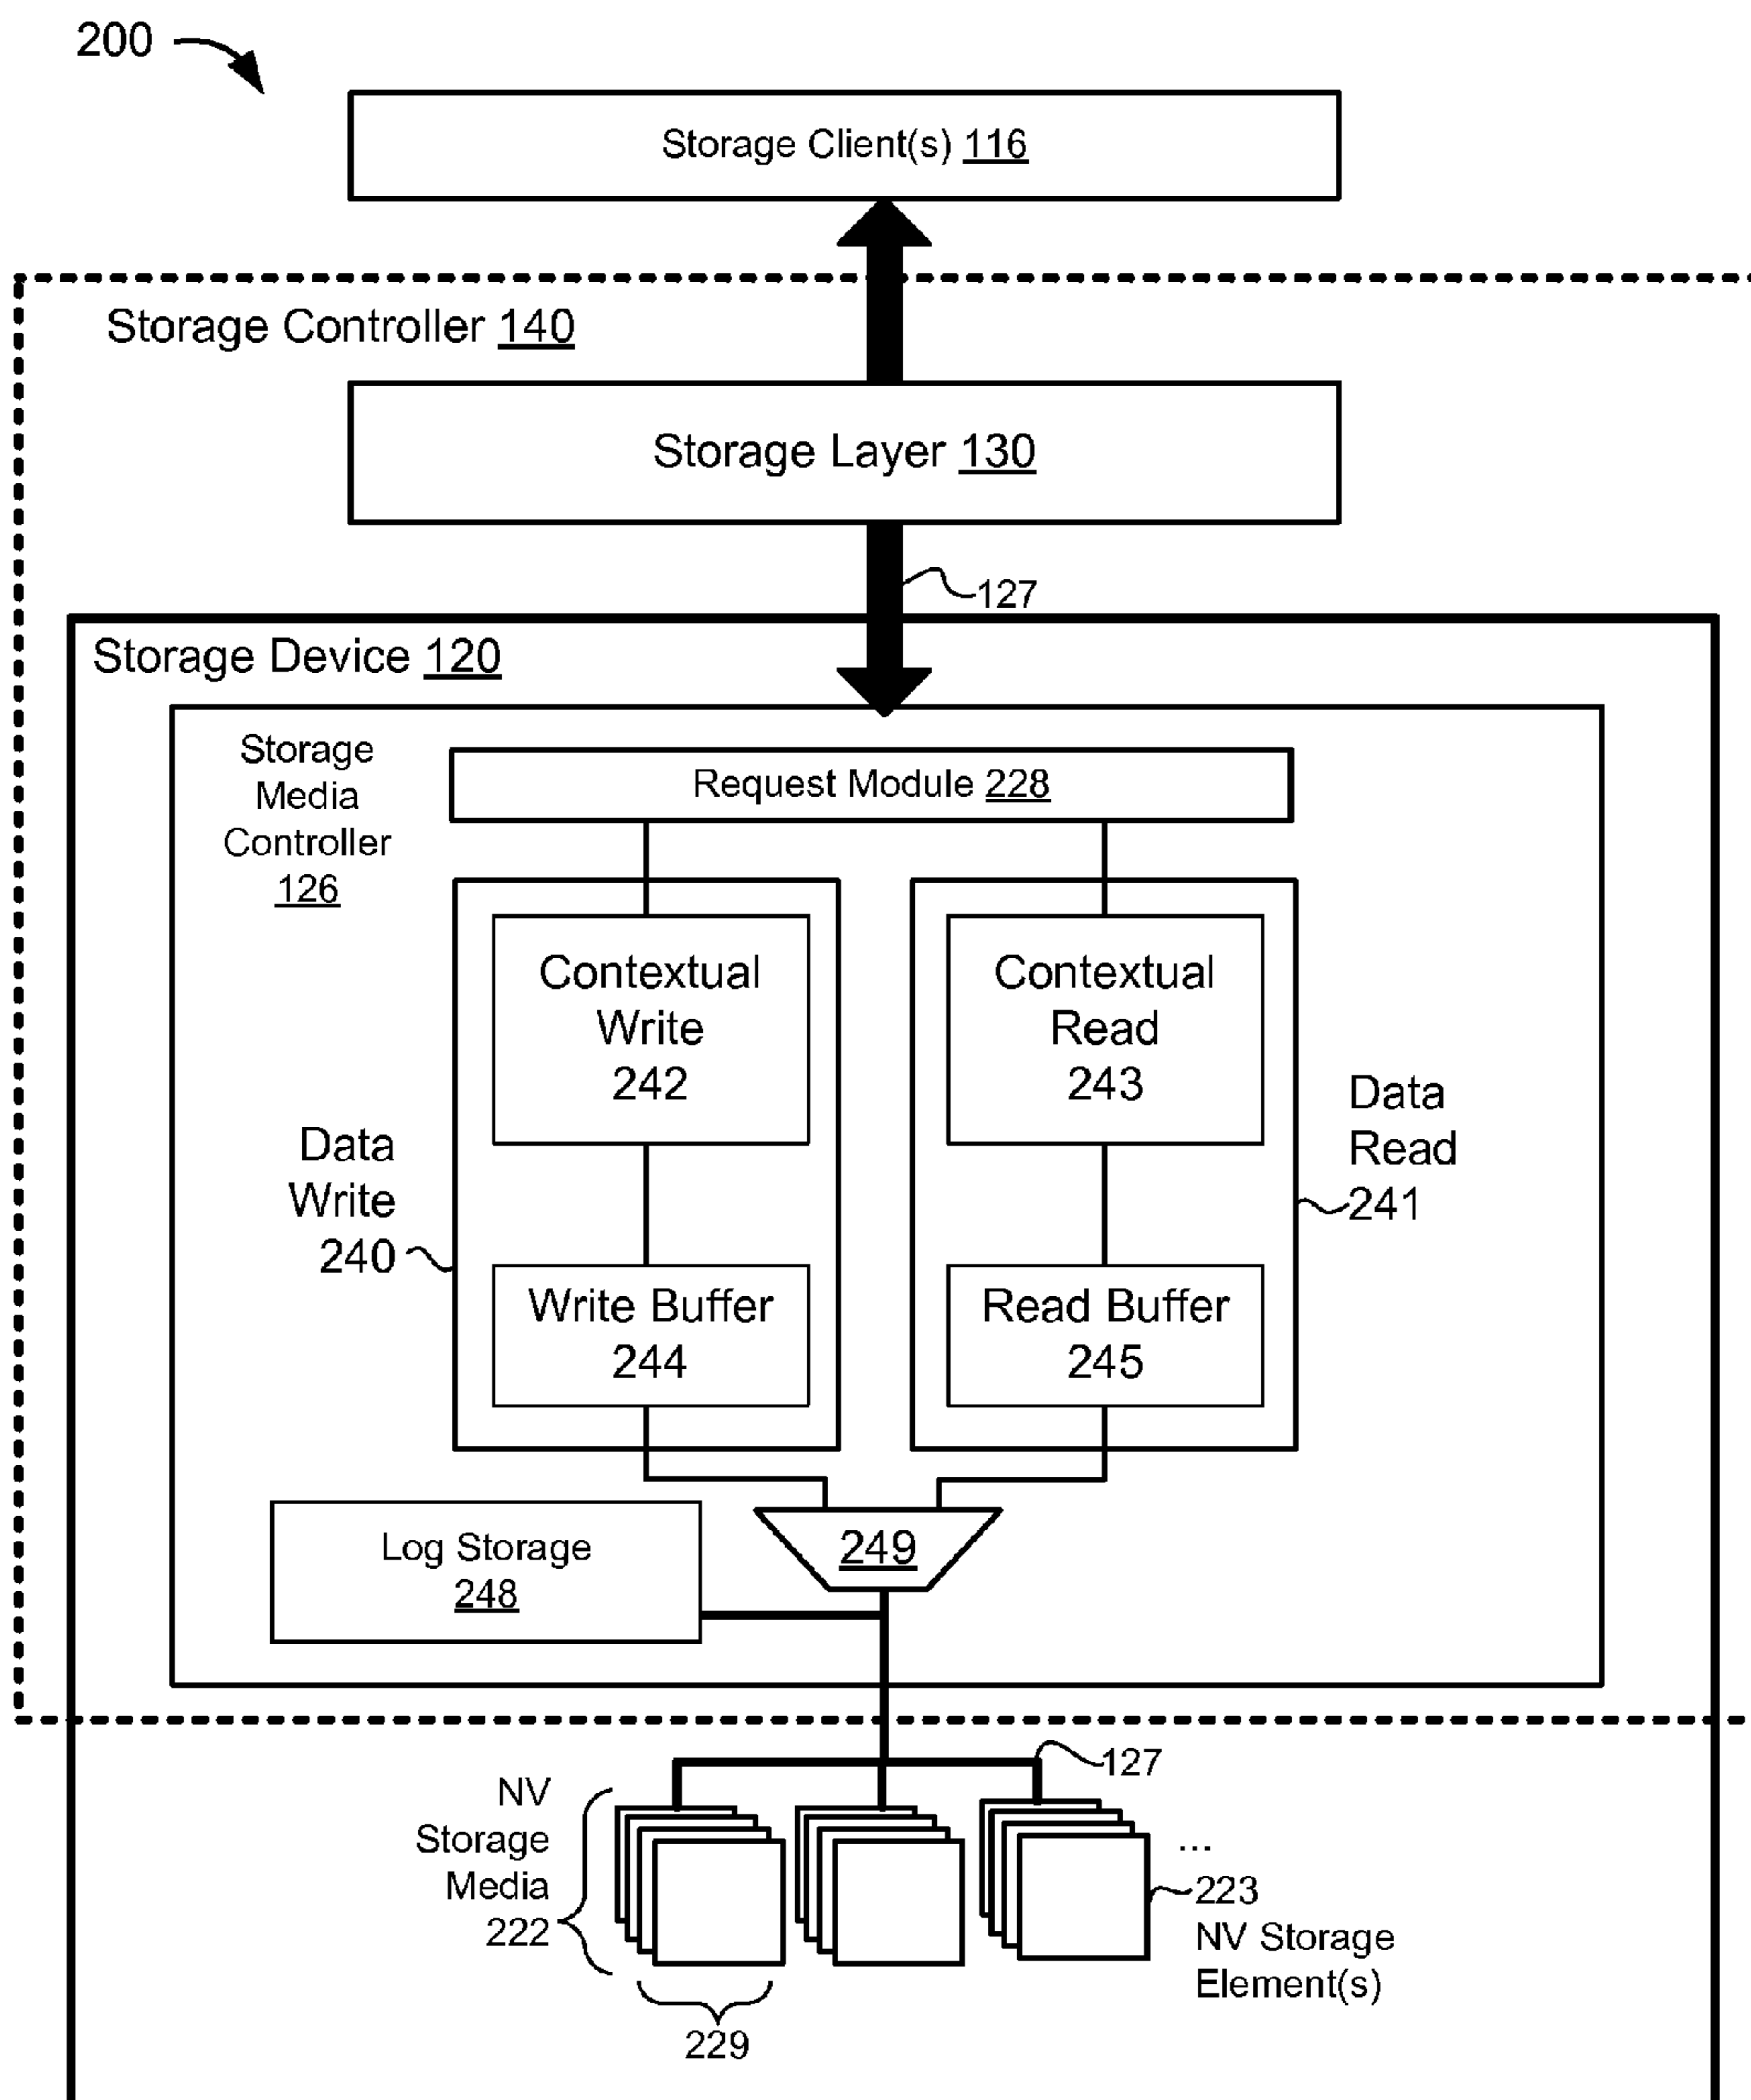 200
Storage Client(s) 116
Storage Controller 140
Storage Layer 130
127
Storage Device 120
Storage
Media
Controller
126
Request Module 228
Contextual
Write
242
Contextual
Read
243
Data
Write
240
Data
Read
241
Write Buffer
244
Read Buffer
245
Log Storage
248
249
127
NV
Storage
Media
222
...
223
NV Storage
Element(s)
229